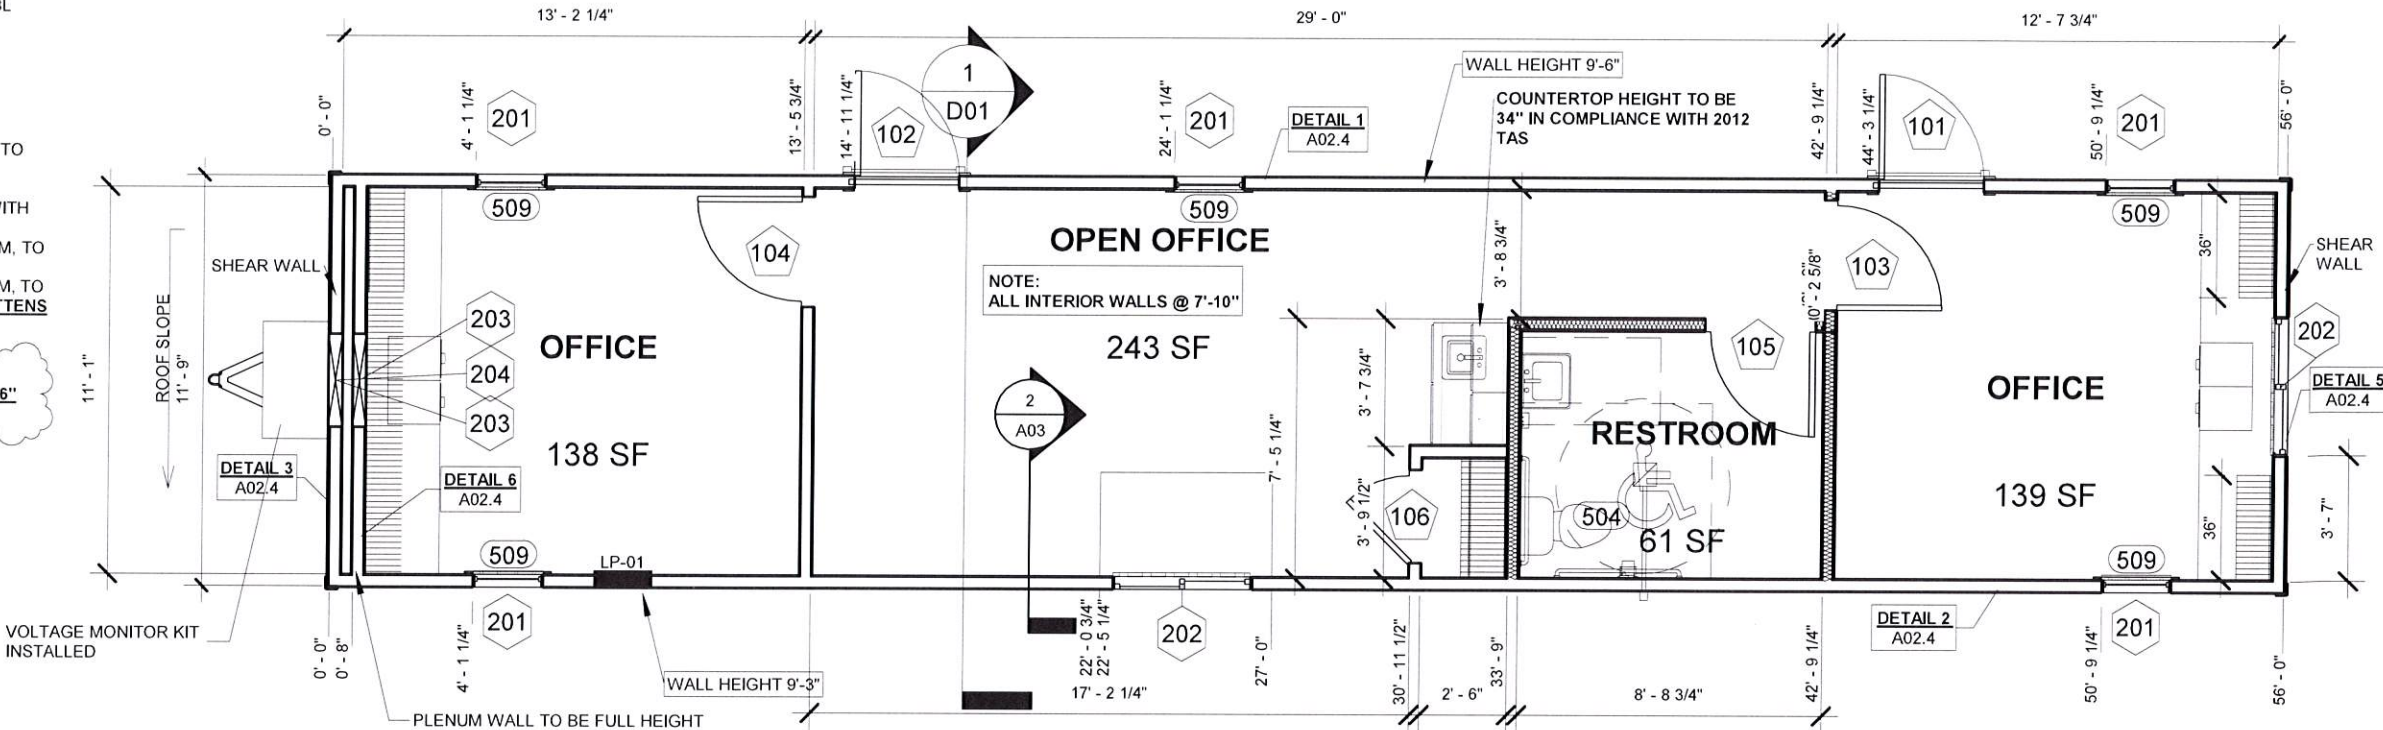 BL
13' - 2 1/4"
29' - 0"
12' - 7 3/4"
0' - 0"
4' - 1 1/4"
201
13' - 5 3/4"
14' - 11 1/4"
102
1
D01
24' - 1 1/4"
201
DETAIL 1
A02.4
WALL HEIGHT 9'-6"
COUNTERTOP HEIGHT TO BE
34" IN COMPLIANCE WITH 2012
TAS
42' - 9 1/4"
44' - 3 1/4"
101
50' - 9 1/4"
201
56' - 0"
TO
WITH
M, TO
M, TO
TTENS
6"
509
509
509
OPEN OFFICE
NOTE:
ALL INTERIOR WALLS @ 7'-10"
243 SF
104
103
105
3' - 8 3/4"
36"
SHEAR WALL
SHEAR
WALL
11' - 1"
ROOF SLOPE
11' - 9"
203
204
203
OFFICE
138 SF
202
DETAIL 5
A02.4
OFFICE
139 SF
3' - 7 3/4"
7' - 5 1/4"
3' - 9 1/2"
2
A03
RESTROOM
504
61 SF
106
DETAIL 3
A02.4
DETAIL 6
A02.4
36"
3' - 7"
509
LP-01
509
VOLTAGE MONITOR KIT
INSTALLED
0' - 0"
0' - 8"
4' - 1 1/4"
201
WALL HEIGHT 9'-3"
PLENUM WALL TO BE FULL HEIGHT
22' - 0 3/4"
22' - 5 1/4"
202
27' - 0"
17' - 2 1/4"
30' - 11 1/2"
2' - 6"
33' - 9"
8' - 8 3/4"
42' - 9 1/4"
DETAIL 2
A02.4
50' - 9 1/4"
201
56' - 0"